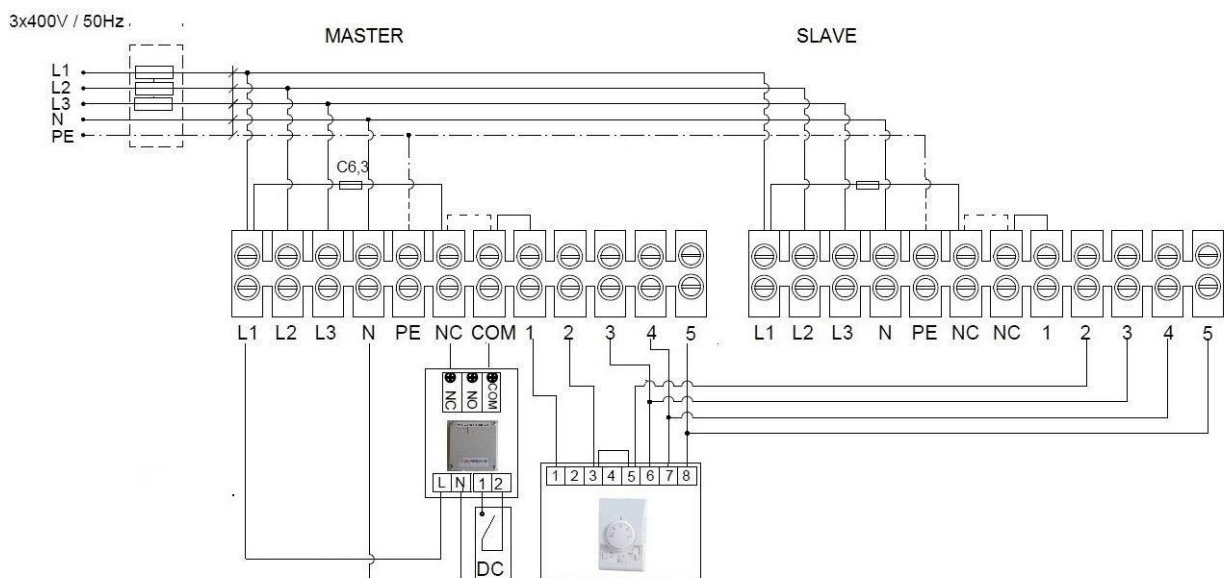 3x400V / 50Hz
MASTER
SLAVE
L1
L2
L3
N
PE
C6,3
L1 L2 L3 N PE NC COM 1 2 3 4 5
L1 L2 L3 N PE NC NC 1 2 3 4 5
NC NO COM
L N 1 2
1 2 3 4 5 6 7 8
DC